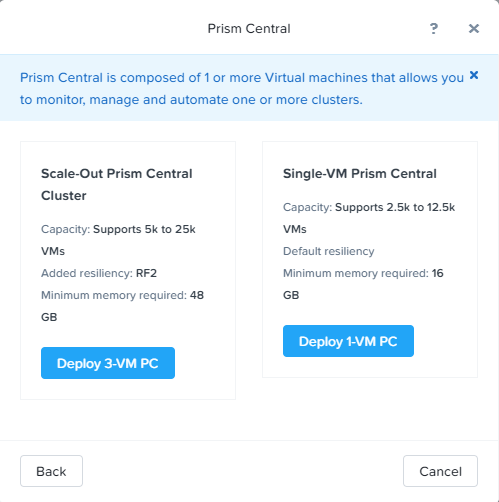 Prism Central
?
Prism Central is composed of 1 or more Virtual machines that allows you
to monitor, manage and automate one or more clusters.
Scale-Out Prism Central
Cluster
Capacity: Supports 5k to 25k
VMs
Added resiliency: RF2
Minimum memory required: 48
GB
Deploy 3-VM PC
Single-VM Prism Central
Capacity: Supports 2.5k to 12.5k
VMs
Default resiliency
Minimum memory required: 16
GB
Deploy 1-VM PC
Back
Cancel